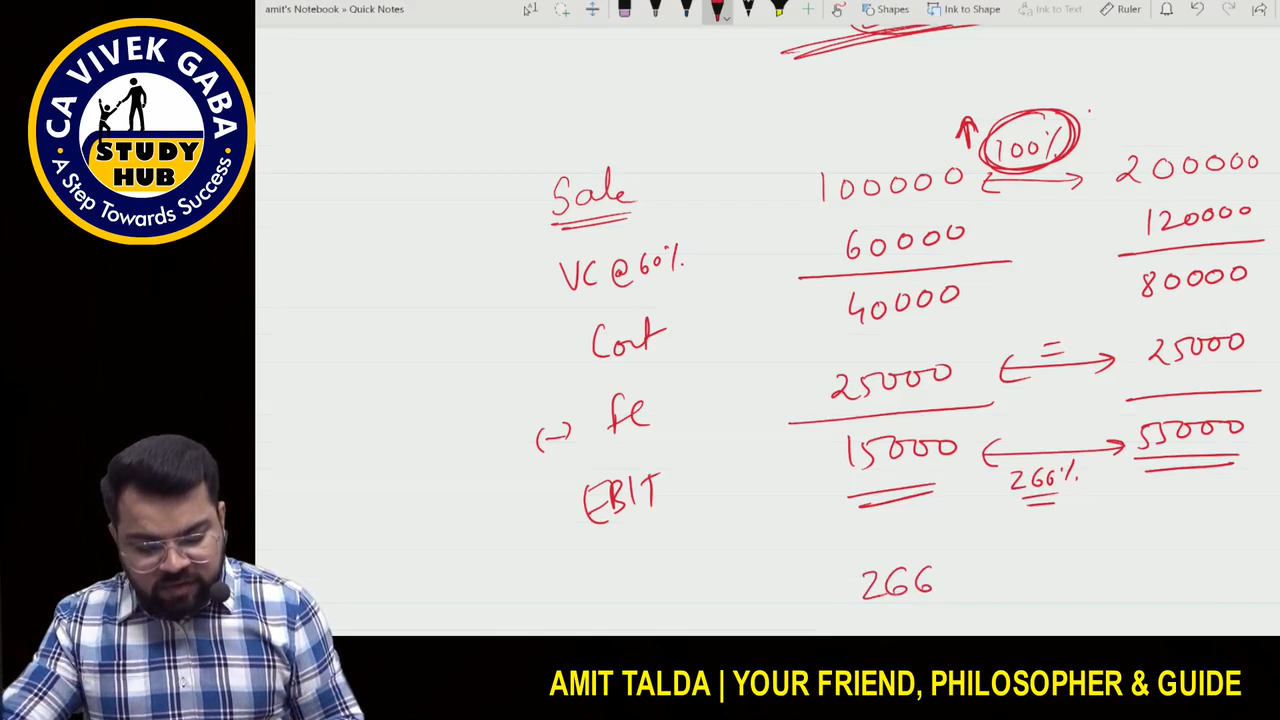 amit's Notebook » Quick Notes
Shapes
Ink to Shape
Ink to Text
Ruler
CA VIVEK GABA
STUDY
HUB
• A Step Towards Success •
↑ 100%
Sale 100000 ↔ 200000
VC @ 60% 60000 120000
Cont 40000 80000
(-) FC 25000 ↔ = 25000
EBIT 15000 ↔ 55000
266%
266
AMIT TALDA | YOUR FRIEND, PHILOSOPHER & GUIDE